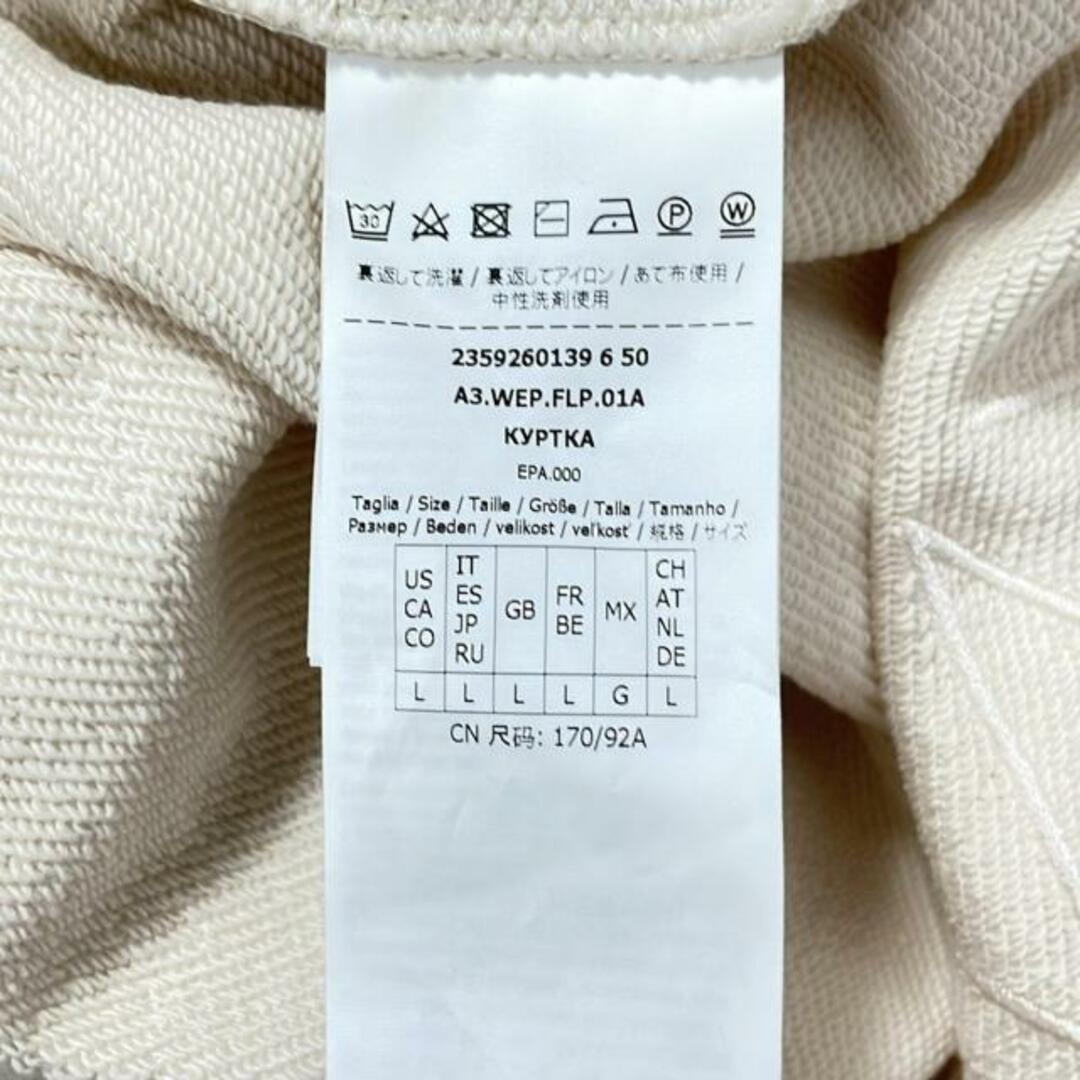 30 P W
裏返して洗濯 / 裏返してアイロン / あて布使用 /
中性洗剤使用
2359260139 6 50
A3.WEP.FLP.01A
КУРТКА
EPA.000
Taglia / Size / Taille / Größe / Talla / Tamanho /
Размер / Beden / velikost / veľkosť / 規格 / サイズ
US CA CO IT ES JP RU GB FR BE MX CH AT NL DE
L L L L G L
CN 尺码: 170/92A